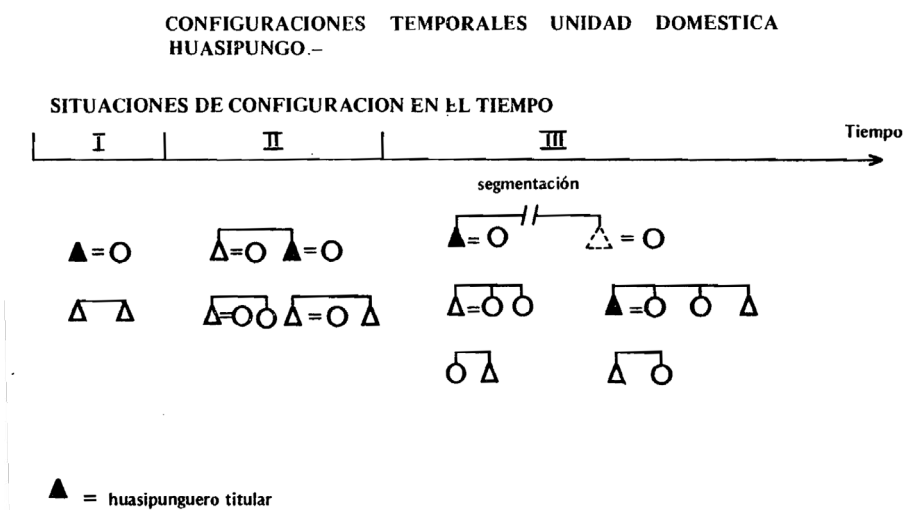 CONFIGURACIONES TEMPORALES UNIDAD DOMESTICA
HUASIPUNGO.–
SITUACIONES DE CONFIGURACION EN EL TIEMPO
I II III Tiempo
segmentación
= huasipunguero titular